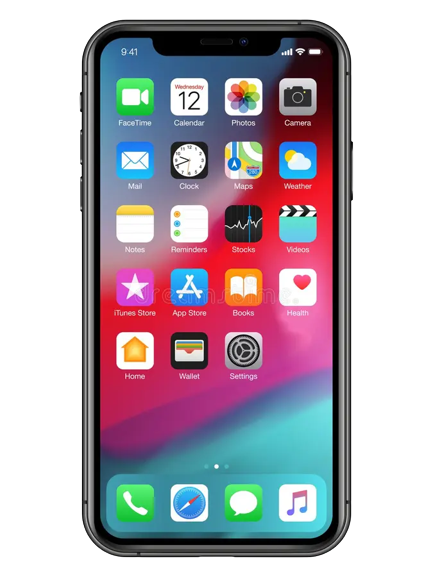 9:41
Wednesday
12
FaceTime Calendar Photos Camera
Mail Clock Maps Weather
Notes Reminders Stocks Videos
dreamstime.
iTunes Store App Store Books Health
Home Wallet Settings